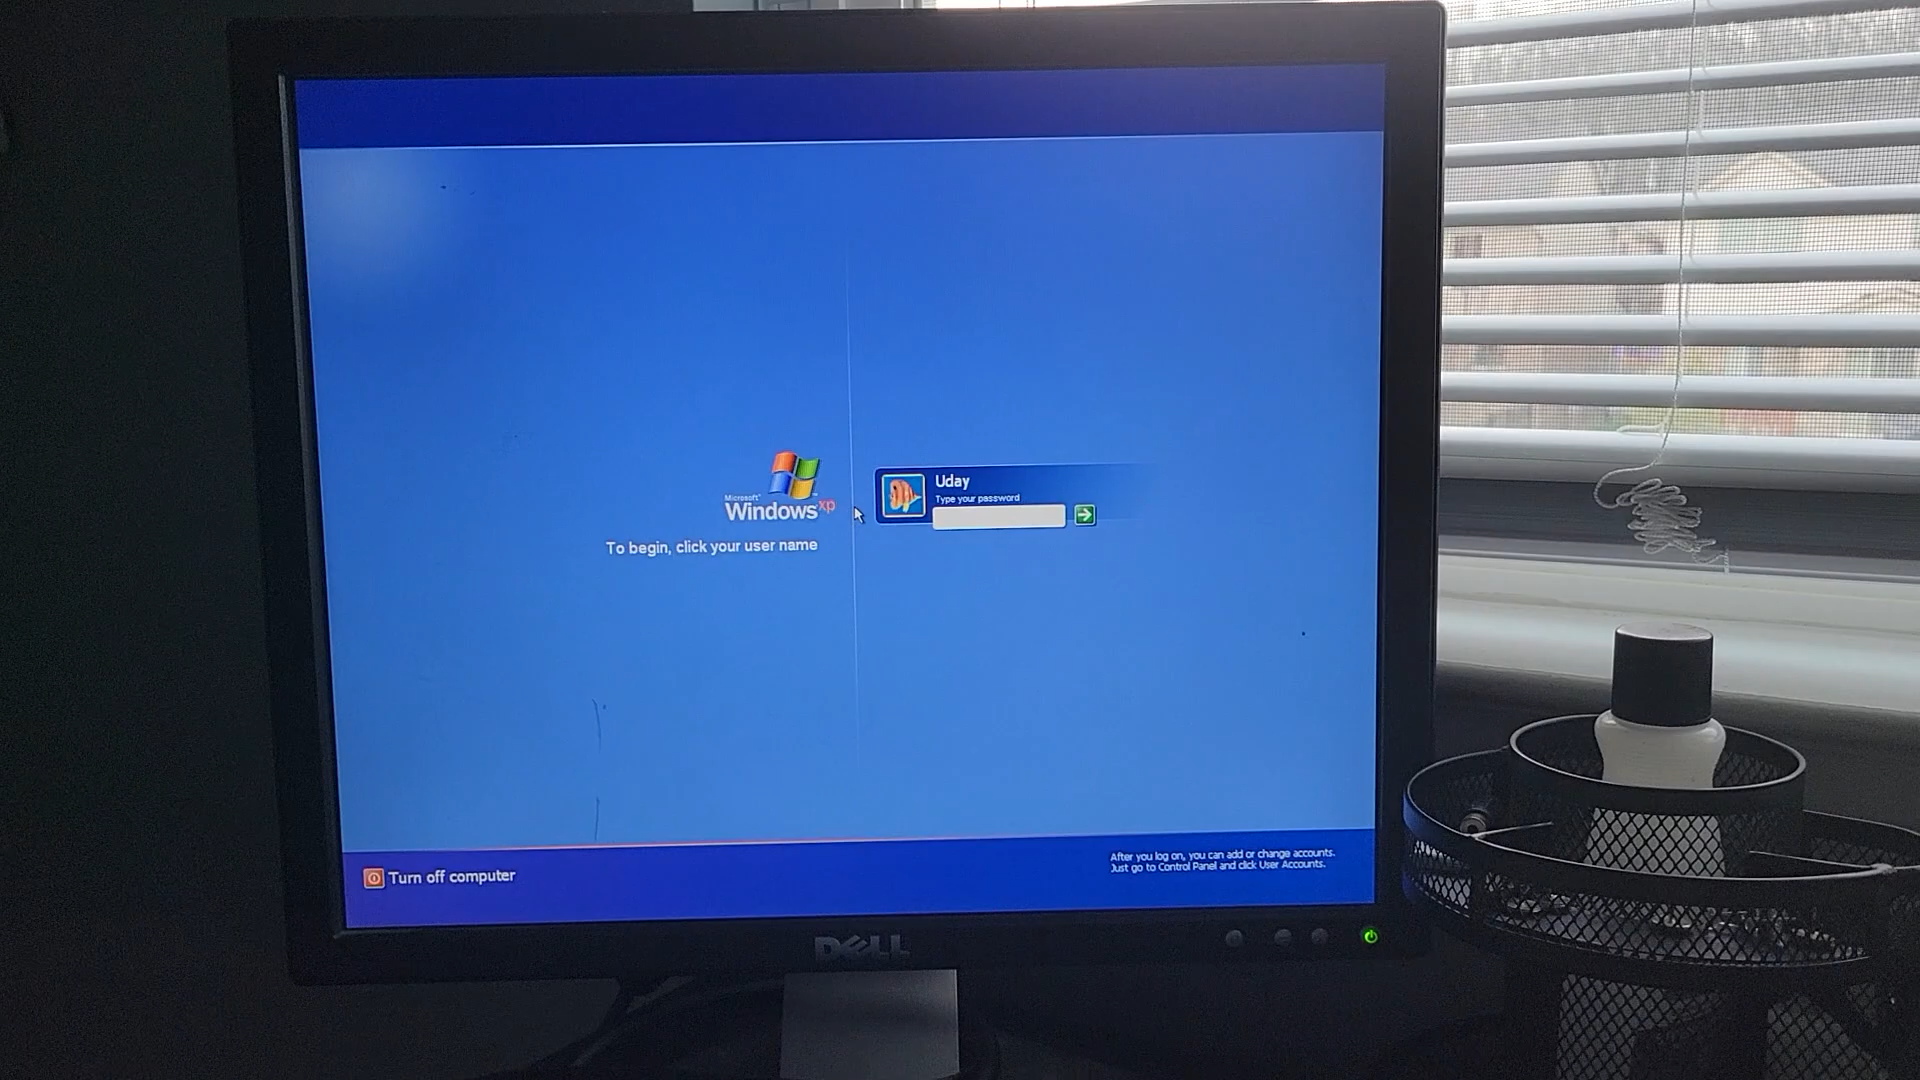 Microsoft
Windows xp
To begin, click your user name
Uday
Type your password
Turn off computer
After you log on, you can add or change accounts.
Just go to Control Panel and click User Accounts.
DELL